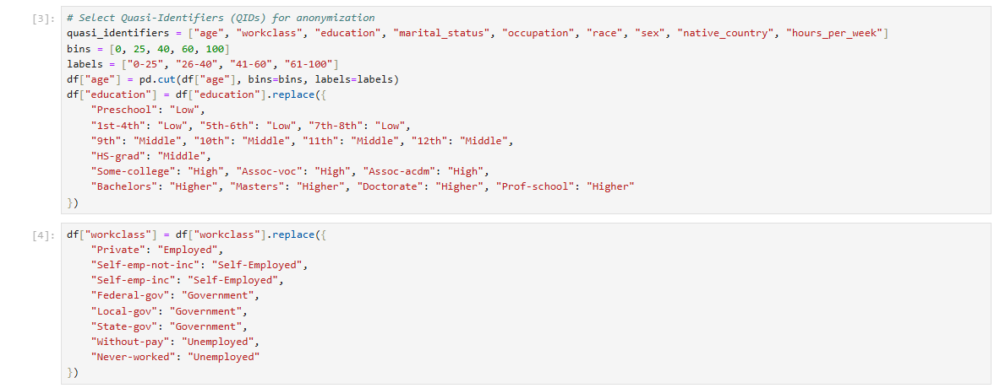 [3]:
# Select Quasi-Identifiers (QIDs) for anonymization
quasi_identifiers = ["age", "workclass", "education", "marital_status", "occupation", "race", "sex", "native_country", "hours_per_week"]
bins = [0, 25, 40, 60, 100]
labels = ["0-25", "26-40", "41-60", "61-100"]
df["age"] = pd.cut(df["age"], bins=bins, labels=labels)
df["education"] = df["education"].replace({
    "Preschool": "Low",
    "1st-4th": "Low", "5th-6th": "Low", "7th-8th": "Low",
    "9th": "Middle", "10th": "Middle", "11th": "Middle", "12th": "Middle",
    "HS-grad": "Middle",
    "Some-college": "High", "Assoc-voc": "High", "Assoc-acdm": "High",
    "Bachelors": "Higher", "Masters": "Higher", "Doctorate": "Higher", "Prof-school": "Higher"
})
[4]:
df["workclass"] = df["workclass"].replace({
    "Private": "Employed",
    "Self-emp-not-inc": "Self-Employed",
    "Self-emp-inc": "Self-Employed",
    "Federal-gov": "Government",
    "Local-gov": "Government",
    "State-gov": "Government",
    "Without-pay": "Unemployed",
    "Never-worked": "Unemployed"
})